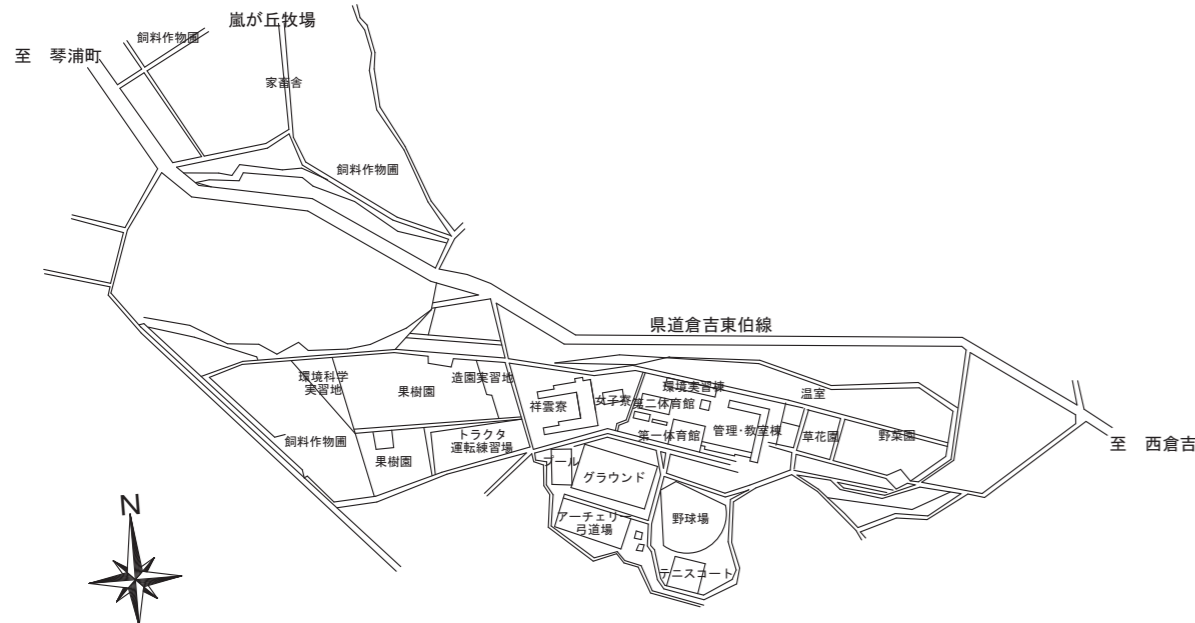 嵐が丘牧場
飼料作物圃
至　琴浦町
家畜舎
飼料作物圃
県道倉吉東伯線
環境科学
実習地
果樹園
造園実習地
祥雲寮
女子寮
環境実習棟
第二体育館
温室
飼料作物圃
果樹園
トラクタ
運転練習場
第一体育館
管理・教室棟
草花園
野菜園
至　西倉吉
プール
グラウンド
アーチェリー
弓道場
野球場
テニスコート
N